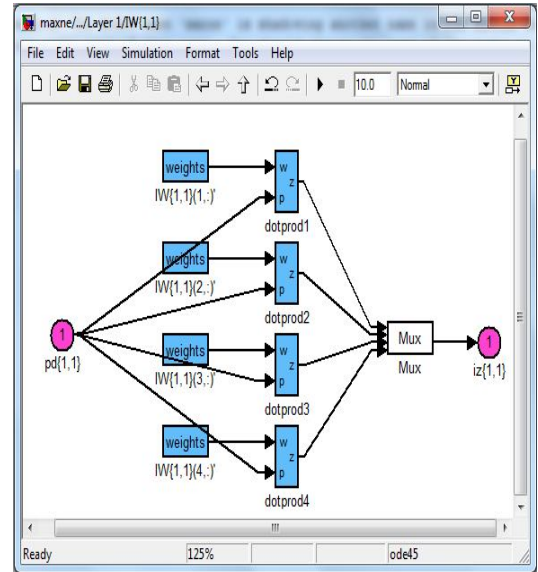 maxne/.../Layer 1/IW{1,1}
File Edit View Simulation Format Tools Help
10.0 Normal
weights w
z
IW{1,1}(1,:)' p
dotprod1
weights w
z
IW{1,1}(2,:)' p
dotprod2
1 Mux 1
pd{1,1} Mux iz{1,1}
weights w
z
IW{1,1}(3,:)' p
dotprod3
weights w
z
IW{1,1}(4,:)' p
dotprod4
Ready 125% ode45